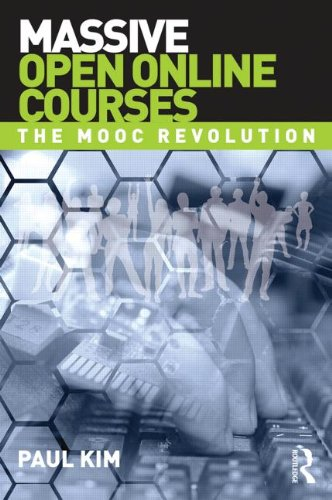 MASSIVE
OPEN ONLINE
COURSES
THE MOOC REVOLUTION
PAUL KIM
ROUTLEDGE